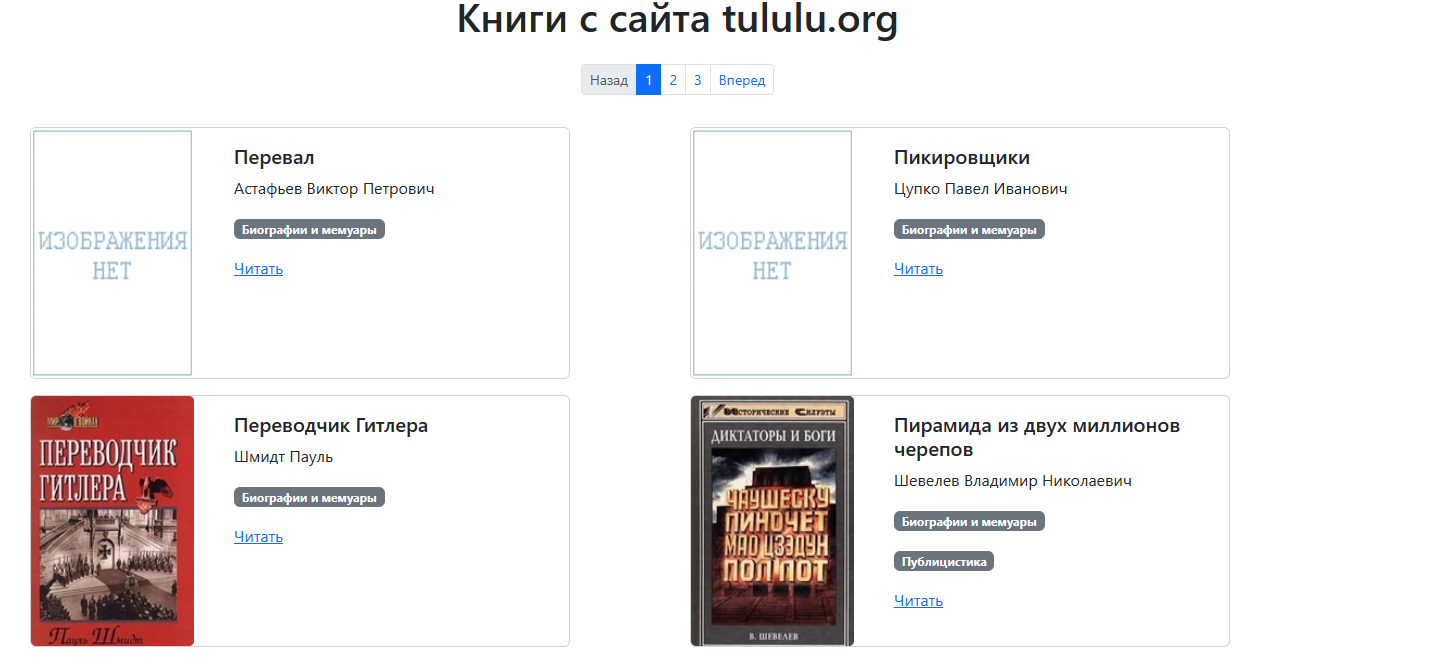 Книги с сайта tululu.org
Назад 1 2 3 Вперед
ИЗОБРАЖЕНИЯ
НЕТ
Перевал
Астафьев Виктор Петрович
Биографии и мемуары
Читать
ИЗОБРАЖЕНИЯ
НЕТ
Пикировщики
Цупко Павел Иванович
Биографии и мемуары
Читать
ПЕРЕВОДЧИК
ГИТЛЕРА
Пауль Шмидт
Переводчик Гитлера
Шмидт Пауль
Биографии и мемуары
Читать
Исторические Силуэты
ДИКТАТОРЫ И БОГИ
ЧАУШЕСКУ
ПИНОЧЕТ
МАО ЦЗЭДУН
ПОЛ ПОТ
В. ШЕВЕЛЕВ
Пирамида из двух миллионов
черепов
Шевелев Владимир Николаевич
Биографии и мемуары
Публицистика
Читать